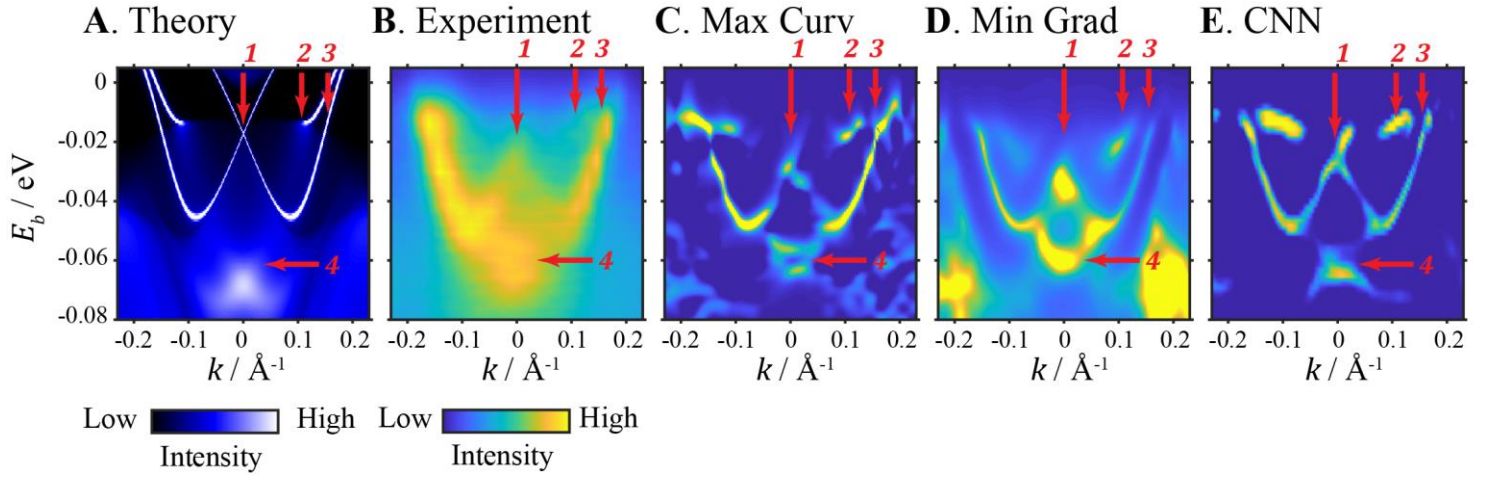 A. Theory
B. Experiment
C. Max Curv
D. Min Grad
E. CNN
1 2 3
1 2 3
1 2 3
1 2 3
1 2 3
0
-0.02
-0.04
-0.06
-0.08
E_b / eV
4
4
4
4
4
-0.2 -0.1 0 0.1 0.2
-0.2 -0.1 0 0.1 0.2
-0.2 -0.1 0 0.1 0.2
-0.2 -0.1 0 0.1 0.2
-0.2 -0.1 0 0.1 0.2
k / Å-1
k / Å-1
k / Å-1
k / Å-1
k / Å-1
Low High
Intensity
Low High
Intensity